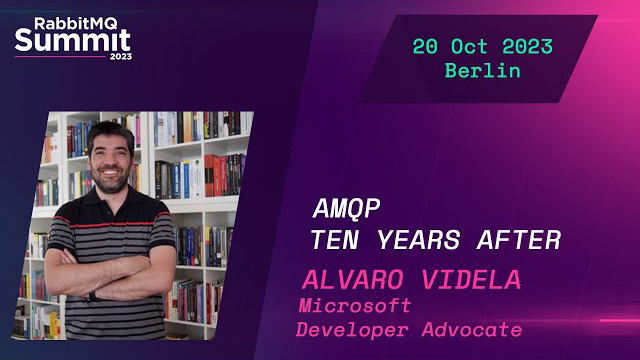 RabbitMQ
Summit
2023
20 Oct 2023
Berlin
AMQP
TEN YEARS AFTER
ALVARO VIDELA
Microsoft
Developer Advocate